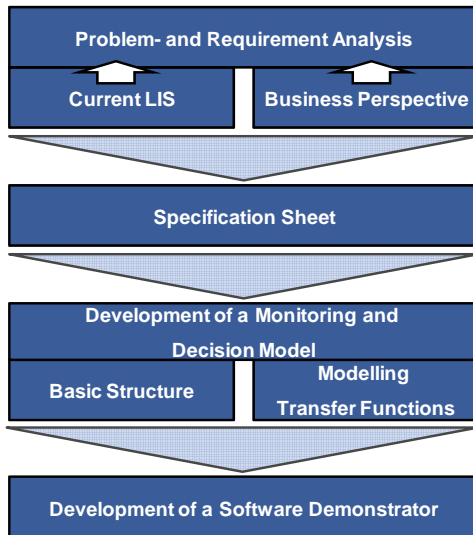 Problem- and Requirement Analysis
Current LIS
Business Perspective
Specification Sheet
Development of a Monitoring and
Decision Model
Basic Structure
Modelling
Transfer Functions
Development of a Software Demonstrator